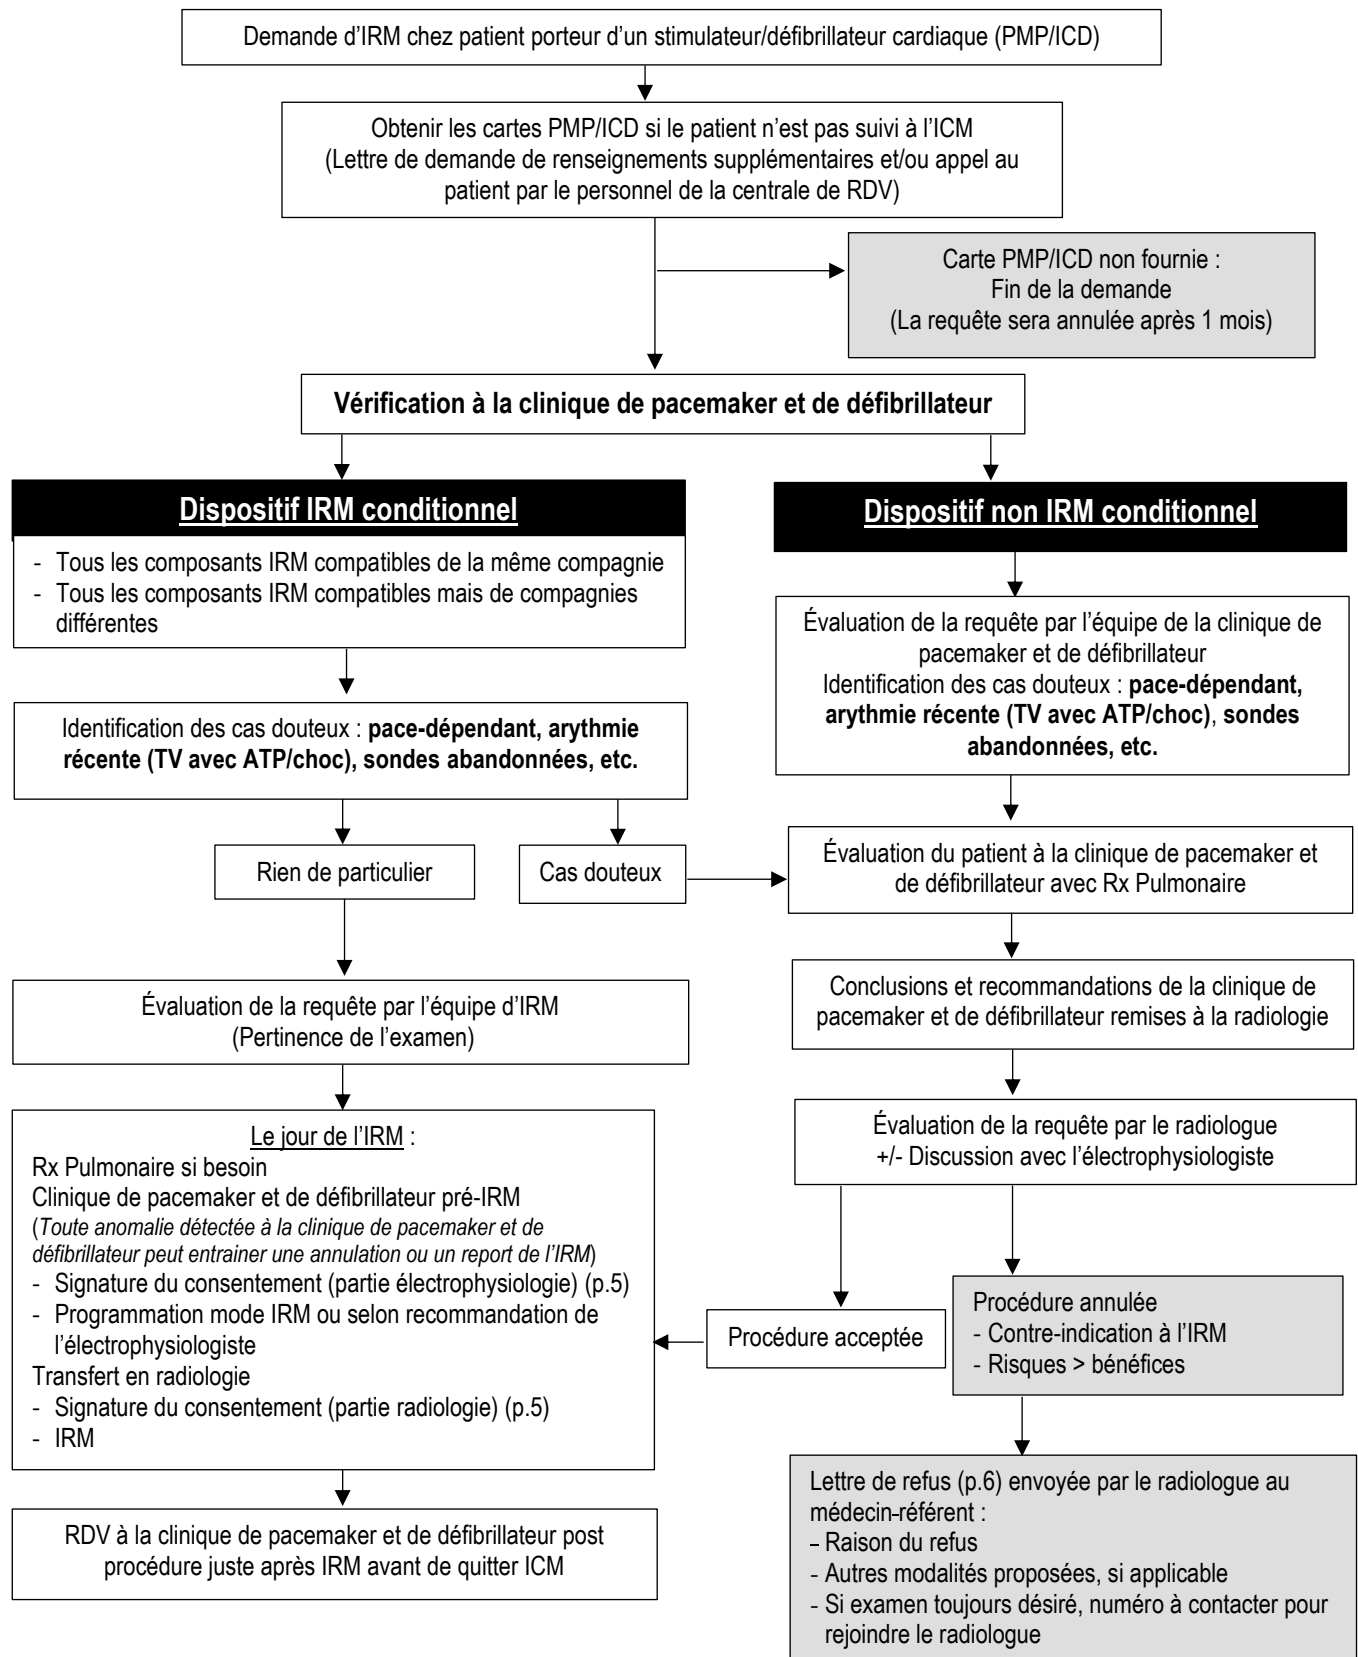 Demande d'IRM chez patient porteur d'un stimulateur/défibrillateur cardiaque (PMP/ICD)
Obtenir les cartes PMP/ICD si le patient n'est pas suivi à l'ICM
(Lettre de demande de renseignements supplémentaires et/ou appel au
patient par le personnel de la centrale de RDV)
Carte PMP/ICD non fournie :
Fin de la demande
(La requête sera annulée après 1 mois)
Vérification à la clinique de pacemaker et de défibrillateur
Dispositif IRM conditionnel
- Tous les composants IRM compatibles de la même compagnie
- Tous les composants IRM compatibles mais de compagnies
différentes
Identification des cas douteux : pace-dépendant, arythmie
récente (TV avec ATP/choc), sondes abandonnées, etc.
Rien de particulier
Cas douteux
Évaluation de la requête par l'équipe d'IRM
(Pertinence de l'examen)
Le jour de l'IRM :
Rx Pulmonaire si besoin
Clinique de pacemaker et de défibrillateur pré-IRM
(Toute anomalie détectée à la clinique de pacemaker et de
défibrillateur peut entrainer une annulation ou un report de l'IRM)
- Signature du consentement (partie électrophysiologie) (p.5)
- Programmation mode IRM ou selon recommandation de
l'électrophysiologiste
Transfert en radiologie
- Signature du consentement (partie radiologie) (p.5)
- IRM
RDV à la clinique de pacemaker et de défibrillateur post
procédure juste après IRM avant de quitter ICM
Dispositif non IRM conditionnel
Évaluation de la requête par l'équipe de la clinique de
pacemaker et de défibrillateur
Identification des cas douteux : pace-dépendant,
arythmie récente (TV avec ATP/choc), sondes
abandonnées, etc.
Évaluation du patient à la clinique de pacemaker et
de défibrillateur avec Rx Pulmonaire
Conclusions et recommandations de la clinique de
pacemaker et de défibrillateur remises à la radiologie
Évaluation de la requête par le radiologue
+/- Discussion avec l'électrophysiologiste
Procédure acceptée
Procédure annulée
- Contre-indication à l'IRM
- Risques > bénéfices
Lettre de refus (p.6) envoyée par le radiologue au
médecin-référent :
- Raison du refus
- Autres modalités proposées, si applicable
- Si examen toujours désiré, numéro à contacter pour
rejoindre le radiologue